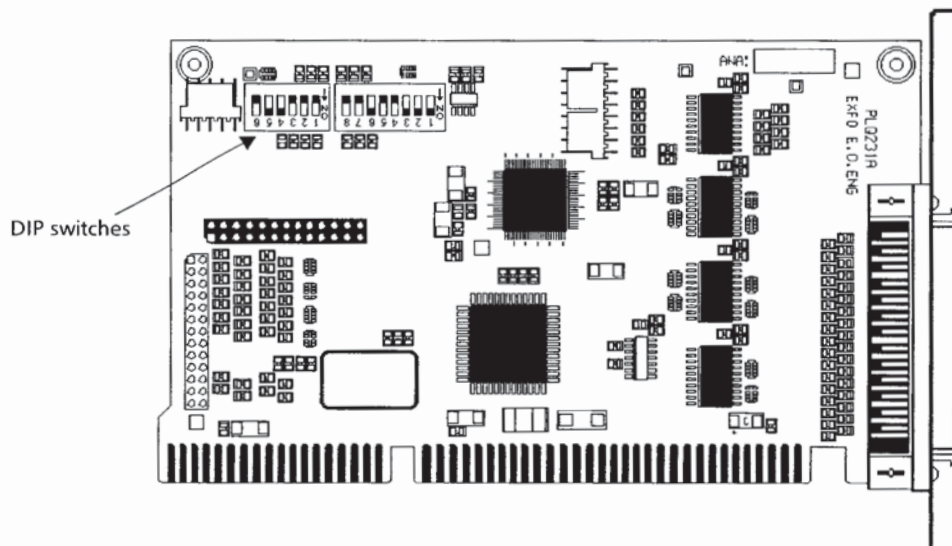 ANA:
6 5 4 3 2 1 ON
8 7 6 5 4 3 2 1 ON
PLQ231A
EXFO E.O.ENG
DIP switches